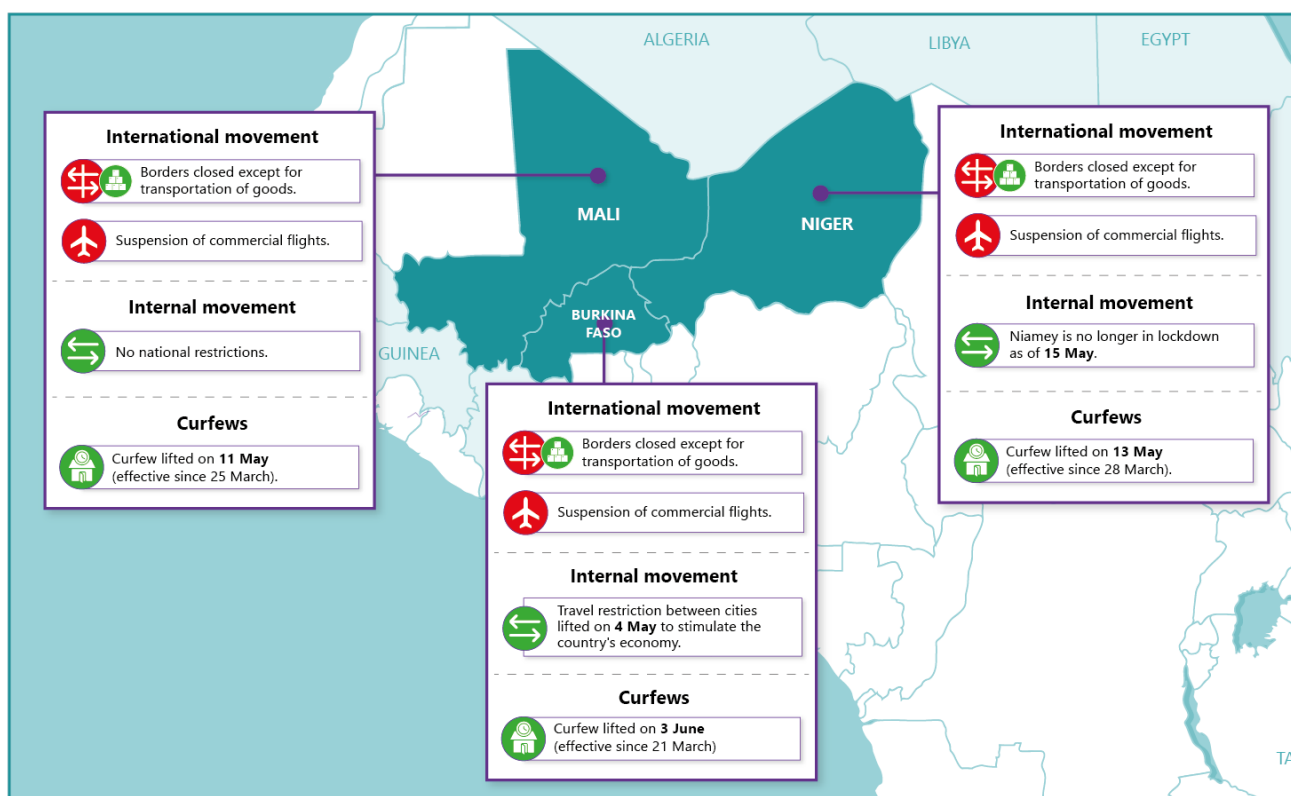 ALGERIA
LIBYA
EGYPT
International movement
Borders closed except for
transportation of goods.
Suspension of commercial flights.
Internal movement
No national restrictions.
Curfews
Curfew lifted on 11 May
(effective since 25 March).
MALI
NIGER
BURKINA
FASO
GUINEA
International movement
Borders closed except for
transportation of goods.
Suspension of commercial flights.
Internal movement
Travel restriction between cities
lifted on 4 May to stimulate the
country's economy.
Curfews
Curfew lifted on 3 June
(effective since 21 March)
International movement
Borders closed except for
transportation of goods.
Suspension of commercial flights.
Internal movement
Niamey is no longer in lockdown
as of 15 May.
Curfews
Curfew lifted on 13 May
(effective since 28 March).
TA